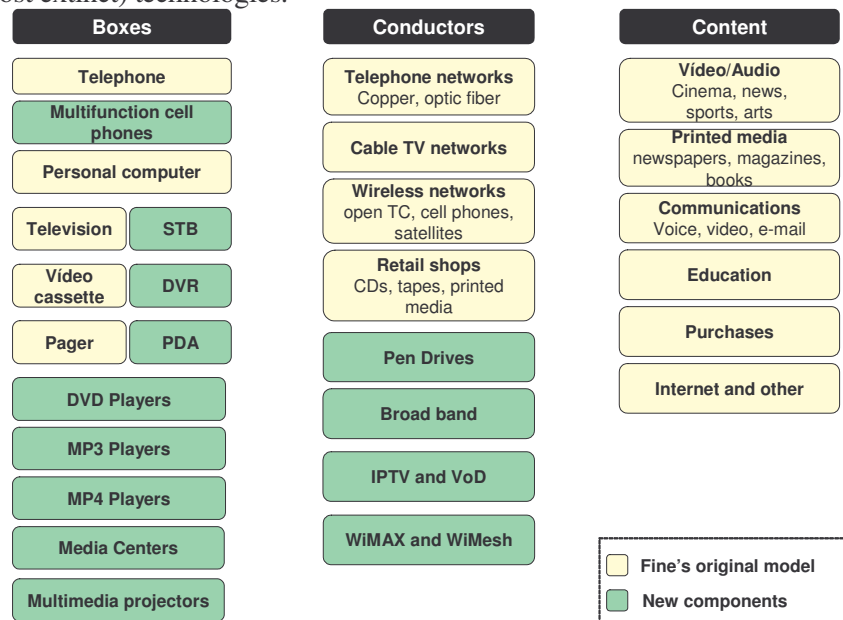 ost extinct) technologies.
Boxes
Telephone
Multifunction cell
phones
Personal computer
Television
STB
Vídeo
cassette
DVR
Pager
PDA
DVD Players
MP3 Players
MP4 Players
Media Centers
Multimedia projectors
Conductors
Telephone networks
Copper, optic fiber
Cable TV networks
Wireless networks
open TC, cell phones,
satellites
Retail shops
CDs, tapes, printed
media
Pen Drives
Broad band
IPTV and VoD
WiMAX and WiMesh
Content
Vídeo/Audio
Cinema, news,
sports, arts
Printed media
newspapers, magazines,
books
Communications
Voice, video, e-mail
Education
Purchases
Internet and other
Fine's original model
New components